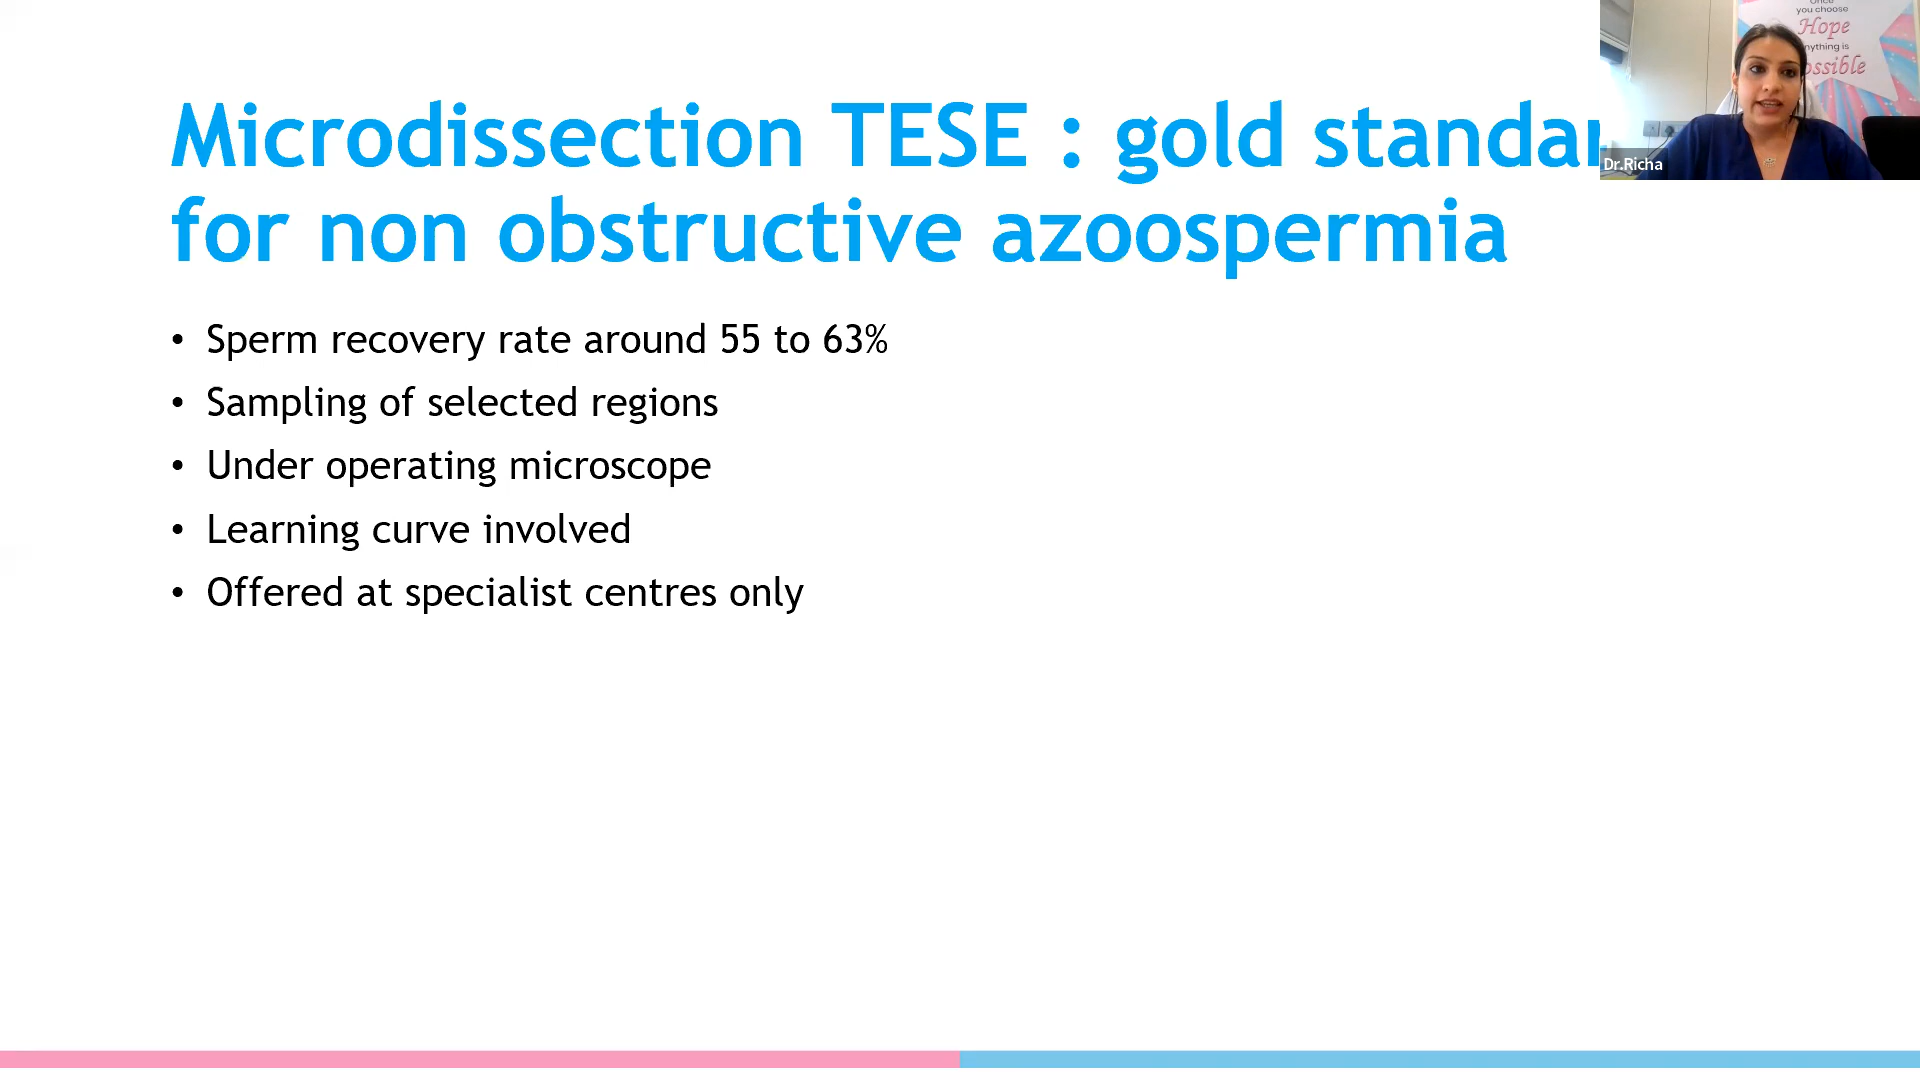 Microdissection TESE : gold standar
for non obstructive azoospermia
• Sperm recovery rate around 55 to 63%
• Sampling of selected regions
• Under operating microscope
• Learning curve involved
• Offered at specialist centres only
Once
you choose
Hope
nything is
ossible
Dr.Richa